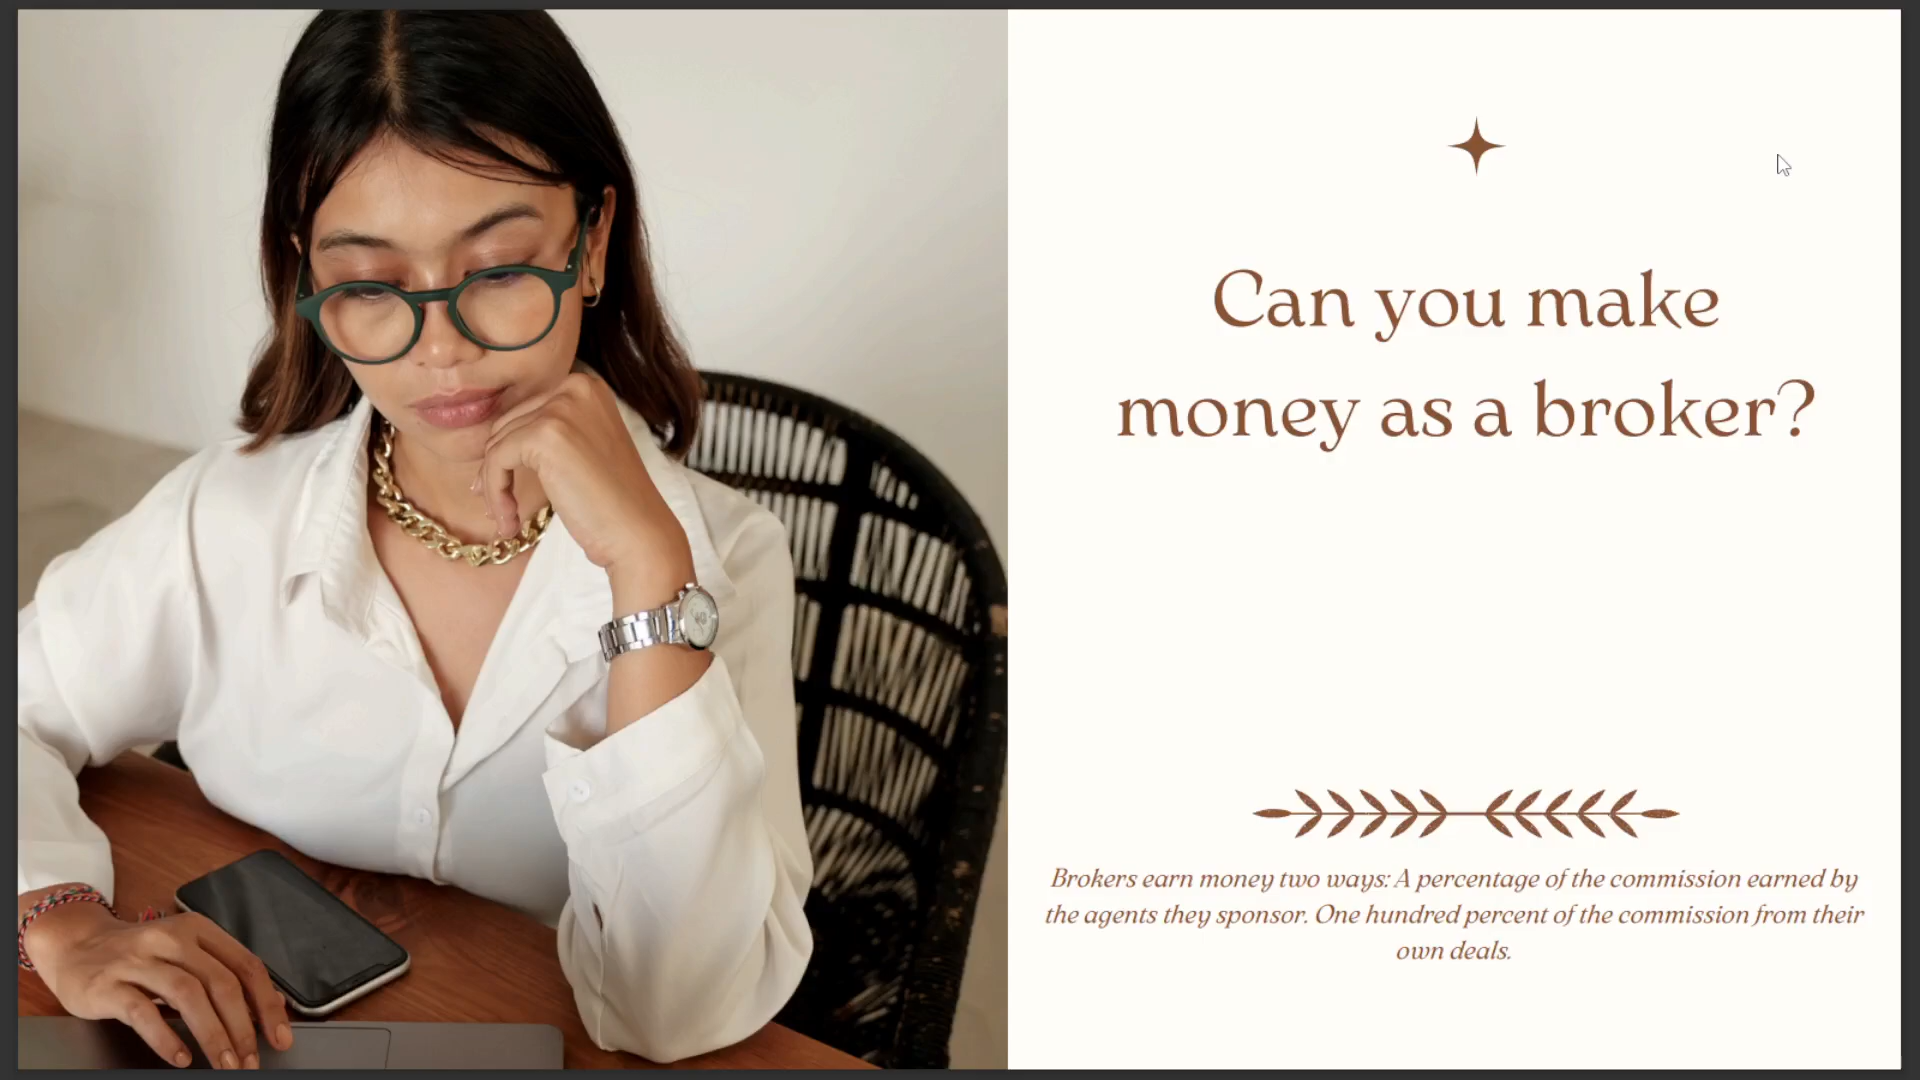 Can you make
money as a broker?
Brokers earn money two ways: A percentage of the commission earned by
the agents they sponsor. One hundred percent of the commission from their
own deals.